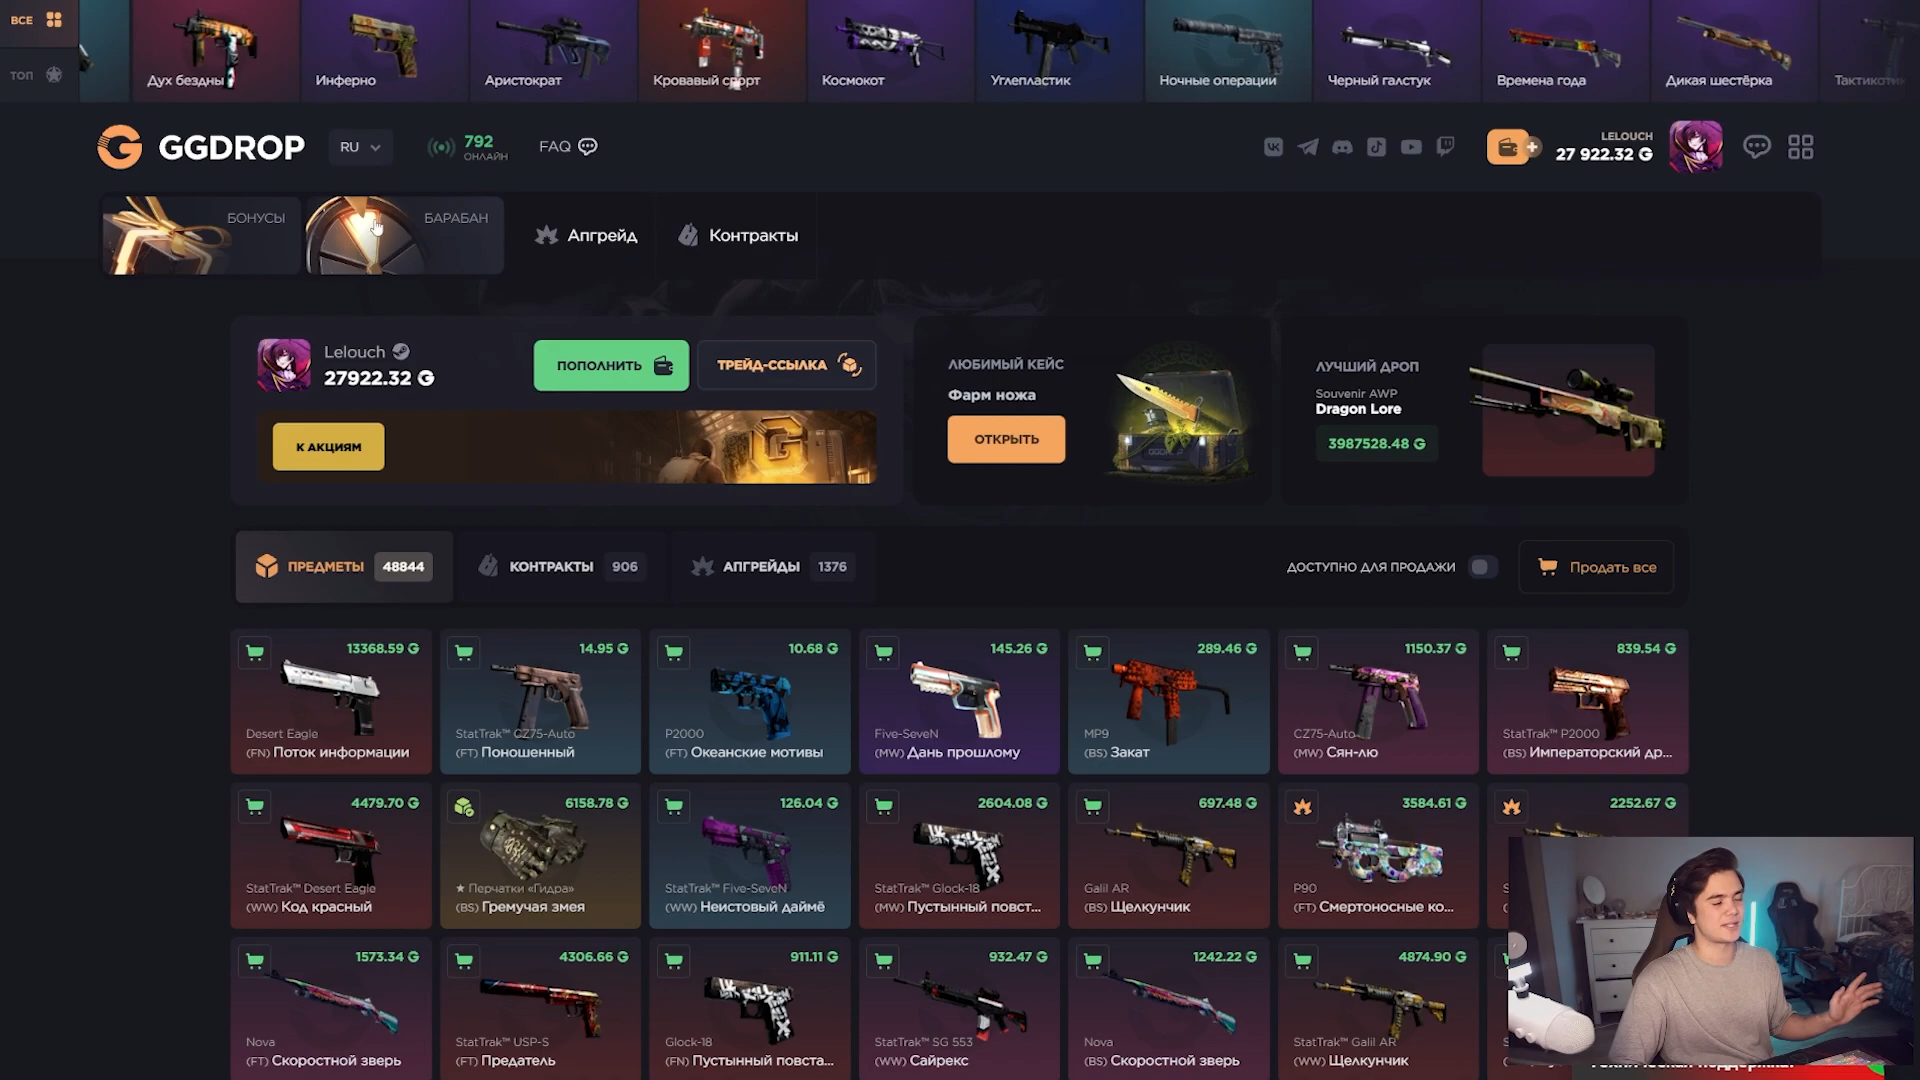 ВСЕ
ТОП
Дух бездны
Инферно
Аристократ
Кровавый спорт
Космокот
Углепластик
Ночные операции
Черный галстук
Времена года
Дикая шестёрка
GGDROP
RU
792
ОНЛАЙН
FAQ
LELOUCH
27 922.32 G
БОНУСЫ
БАРАБАН
Апгрейд
Контракты
Lelouch
27922.32 G
ПОПОЛНИТЬ
ТРЕЙД-ССЫЛКА
К АКЦИЯМ
ЛЮБИМЫЙ КЕЙС
Фарм ножа
ОТКРЫТЬ
ЛУЧШИЙ ДРОП
Souvenir AWP
Dragon Lore
3987528.48 G
ПРЕДМЕТЫ 48844
КОНТРАКТЫ 906
АПГРЕЙДЫ 1376
ДОСТУПНО ДЛЯ ПРОДАЖИ
Продать все
13368.59 G
Desert Eagle
(FN) Поток информации
14.95 G
StatTrak™ CZ75-Auto
(FT) Поношенный
10.68 G
P2000
(FT) Океанские мотивы
145.26 G
Five-SeveN
(MW) Дань прошлому
289.46 G
MP9
(BS) Закат
1150.37 G
CZ75-Auto
(MW) Сян-лю
839.54 G
StatTrak™ P2000
(BS) Императорский др...
4479.70 G
StatTrak™ Desert Eagle
(WW) Код красный
6158.78 G
★ Перчатки «Гидра»
(BS) Гремучая змея
126.04 G
StatTrak™ Five-SeveN
(WW) Неистовый даймё
2604.08 G
StatTrak™ Glock-18
(MW) Пустынный повст...
697.48 G
Galil AR
(BS) Щелкунчик
3584.61 G
P90
(FT) Смертоносные ко...
2252.67 G
1573.34 G
Nova
(FT) Скоростной зверь
4306.66 G
StatTrak™ USP-S
(FT) Предатель
911.11 G
Glock-18
(FN) Пустынный повста...
932.47 G
StatTrak™ SG 553
(WW) Сайрекс
1242.22 G
Nova
(BS) Скоростной зверь
4874.90 G
StatTrak™ Galil AR
(WW) Щелкунчик